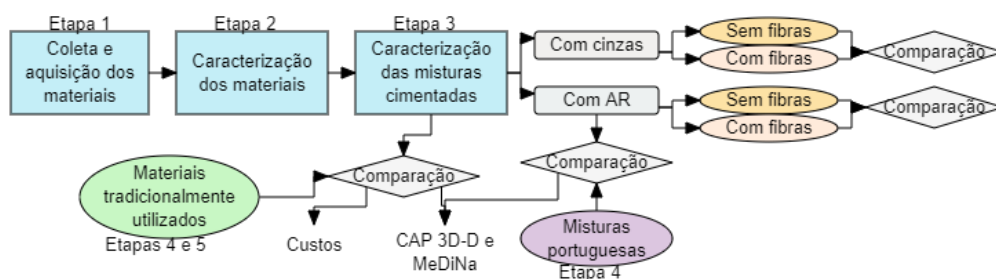 Etapa 1
Coleta e
aquisição dos
materiais
Etapa 2
Caracterização
dos materiais
Etapa 3
Caracterização
das misturas
cimentadas
Com cinzas
Sem fibras
Com fibras
Comparação
Com AR
Sem fibras
Com fibras
Comparação
Materiais
tradicionalmente
utilizados
Etapas 4 e 5
Comparação
Custos
CAP 3D-D e
MeDiNa
Comparação
Misturas
portuguesas
Etapa 4